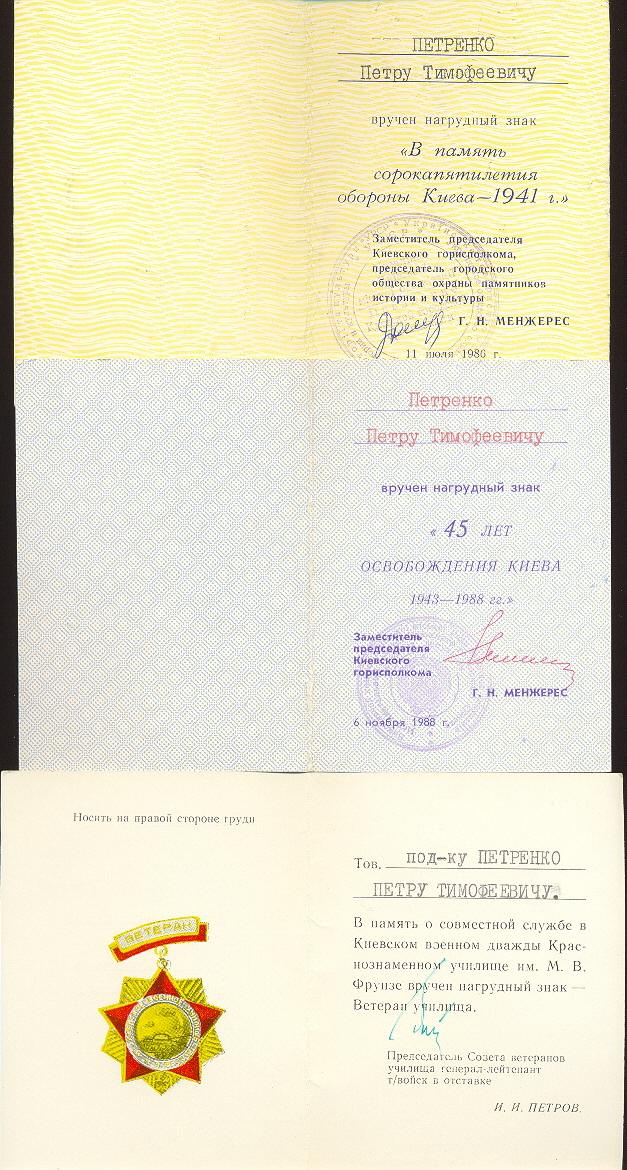 ПЕТРЕНКО
Петру Тимофеевичу
вручен нагрудный знак
«В память
сорокапятилетия
обороны Киева—1941 г.»
Заместитель председателя
Киевского горисполкома,
председатель городского
общества охраны памятников
истории и культуры
Г. Н. МЕНЖЕРЕС
11 июля 1986 г.
Петренко
Петру Тимофеевичу
вручен нагрудный знак
« 45 ЛЕТ
ОСВОБОЖДЕНИЯ КИЕВА
1943—1988 гг.»
Заместитель
председателя
Киевского
горисполкома
Г. Н. МЕНЖЕРЕС
6 ноября 1988 г.
Носить на правой стороне груди
ВЕТЕРАН
Тов. под-ку ПЕТРЕНКО
ПЕТРУ ТИМОФЕЕВИЧУ.
В память о совместной службе в
Киевском военном дважды Крас-
нознаменном училище им. М. В.
Фрунзе вручен нагрудный знак —
Ветеран училища.
Председатель Совета ветеранов
училища генерал-лейтенант
т/войск в отставке
И. И. ПЕТРОВ.